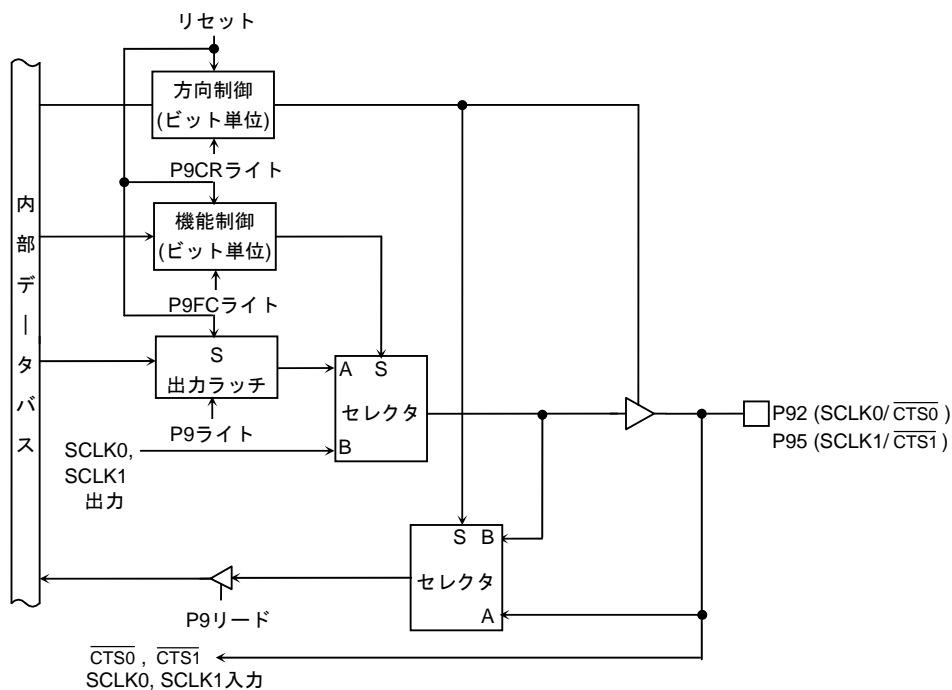 リセット
内部データバス
方向制御
(ビット単位)
P9CRライト
機能制御
(ビット単位)
P9FCライト
S
出力ラッチ
P9ライト
A S
セレクタ
B
SCLK0,
SCLK1
出力
P92 (SCLK0/CTS0)
P95 (SCLK1/CTS1)
S B
セレクタ
A
P9リード
CTS0 , CTS1
SCLK0, SCLK1入力